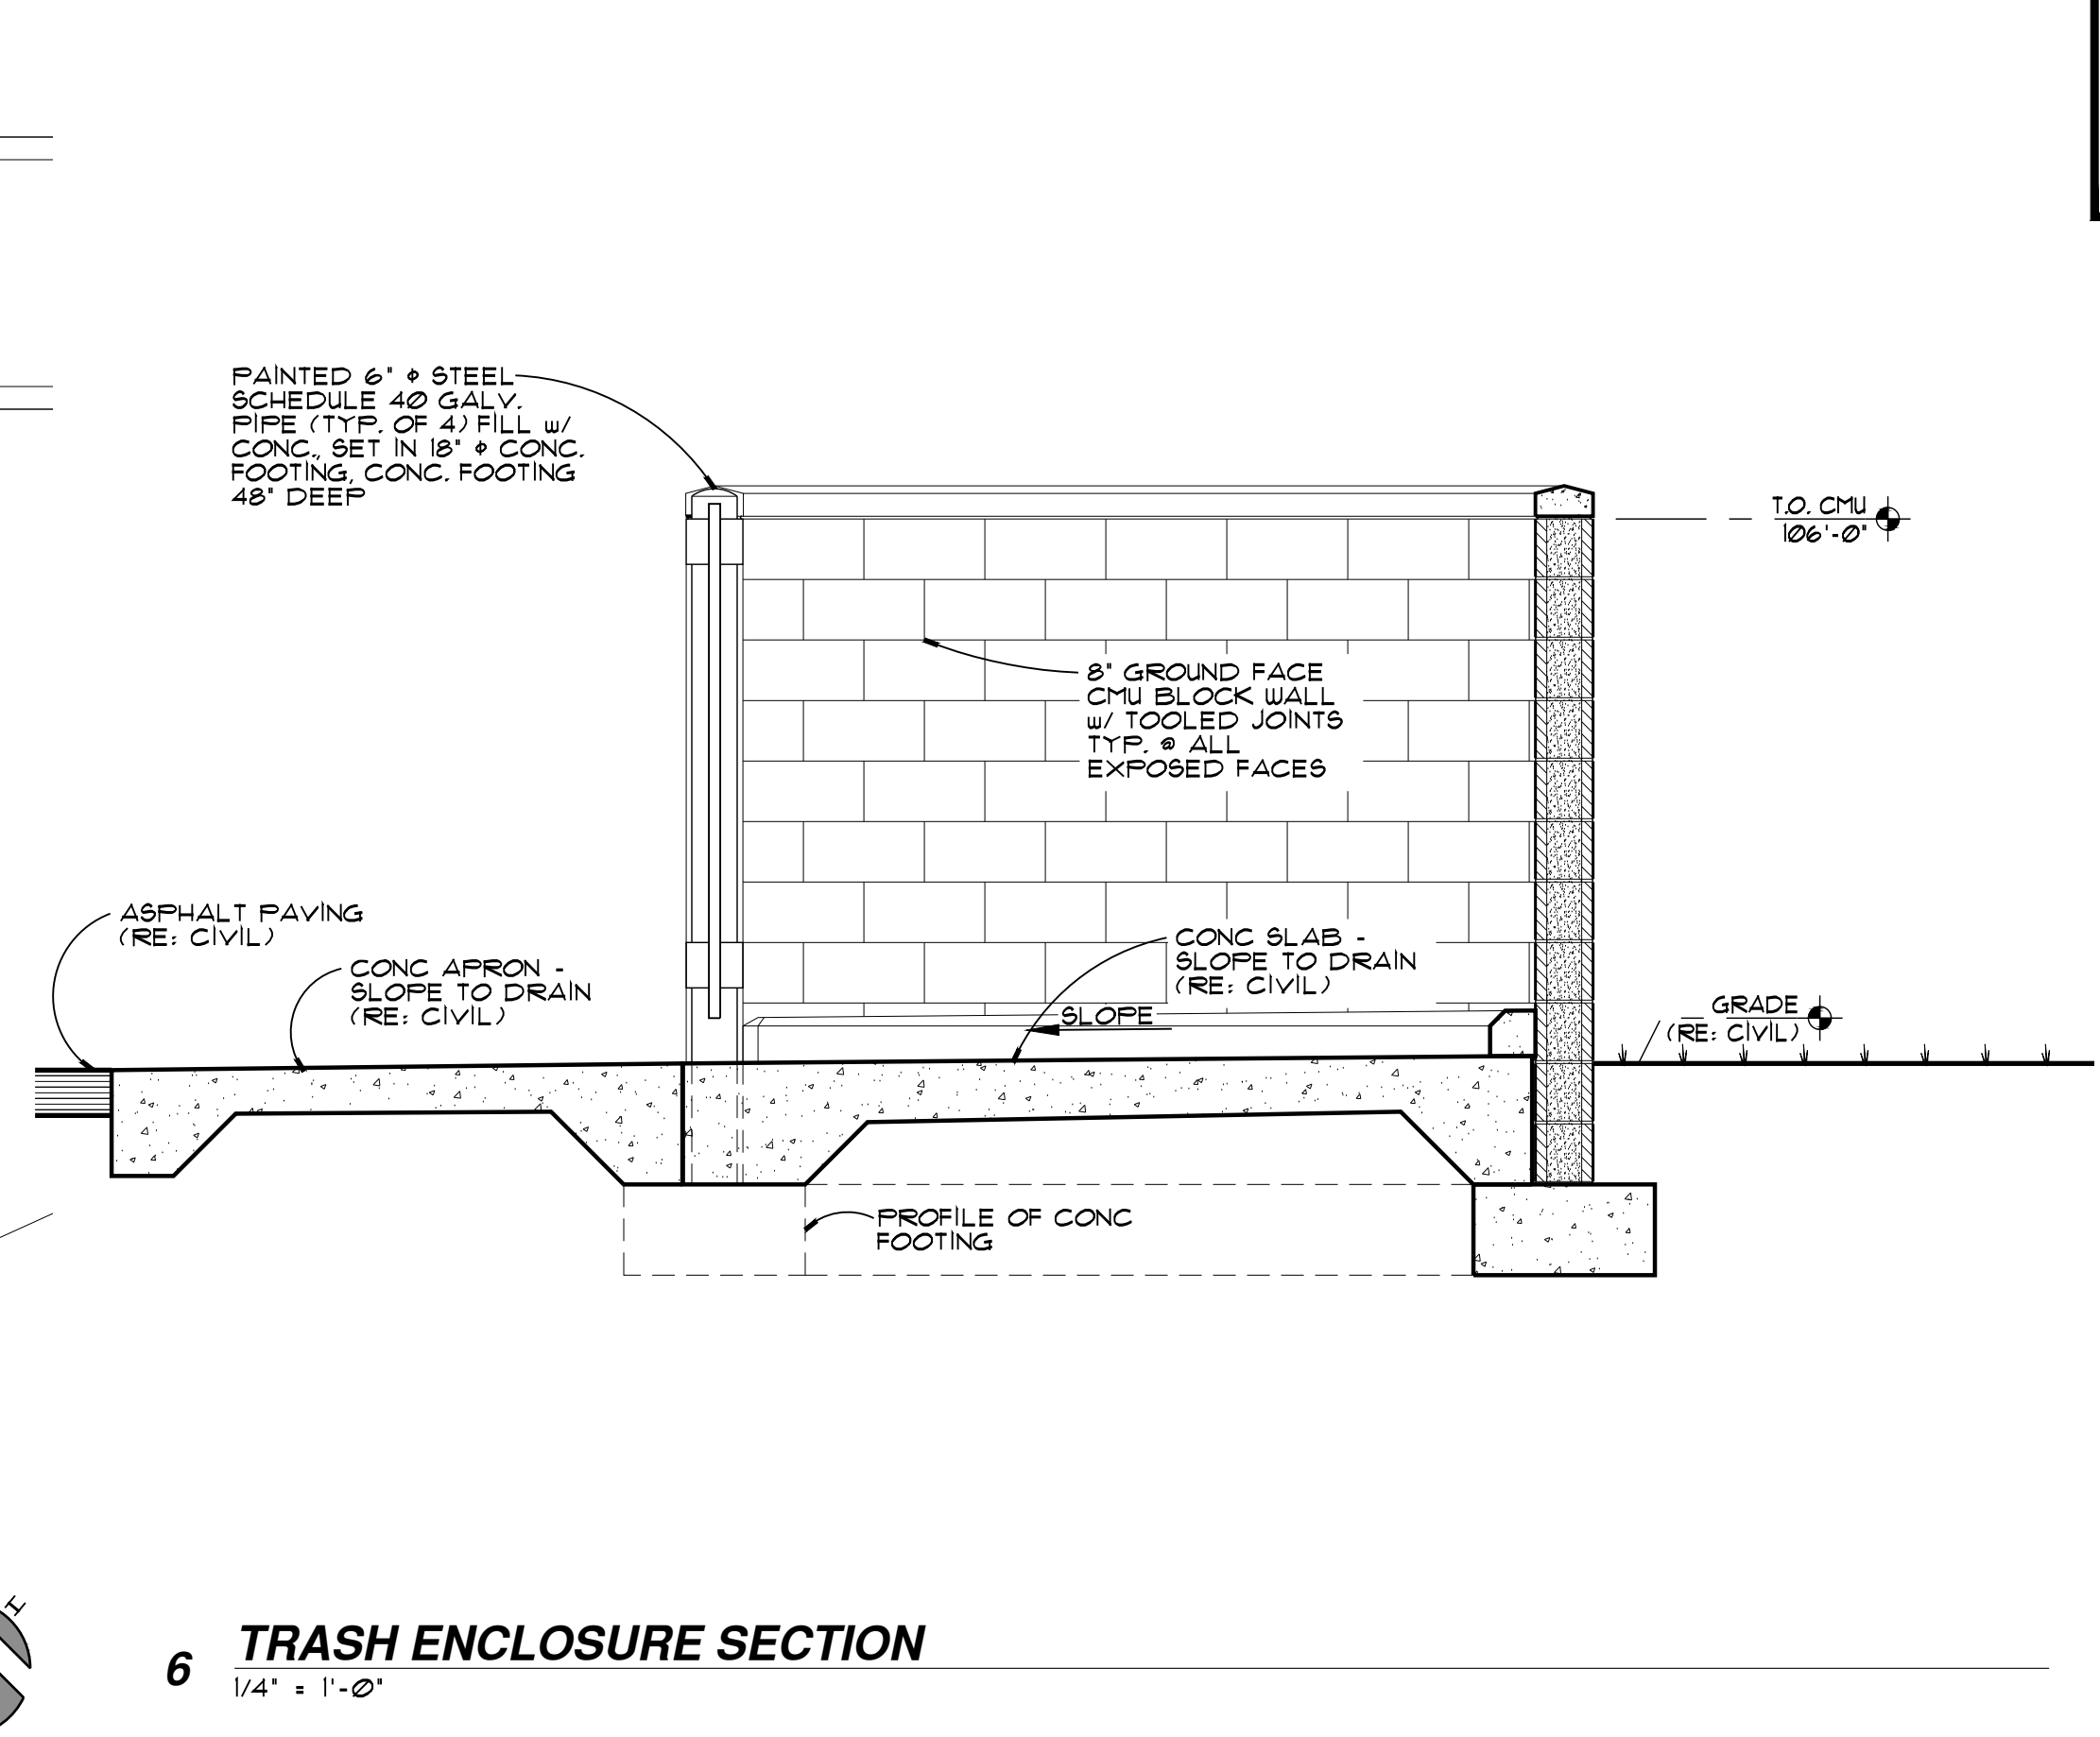 PAINTED 6" ⌀ STEEL
SCHEDULE 40 GALV.
PIPE (TYP. OF 4) FILL w/
CONC., SET IN 18" ⌀ CONC.
FOOTING, CONC. FOOTING
48" DEEP
T.O. CMU
106'-0"
8" GROUND FACE
CMU BLOCK WALL
w/ TOOLED JOINTS
TYP. @ ALL
EXPOSED FACES
ASPHALT PAVING
(RE: CIVIL)
CONC APRON -
SLOPE TO DRAIN
(RE: CIVIL)
CONC SLAB -
SLOPE TO DRAIN
(RE: CIVIL)
SLOPE
GRADE
(RE: CIVIL)
PROFILE OF CONC
FOOTING
6
TRASH ENCLOSURE SECTION
1/4" = 1'-0"